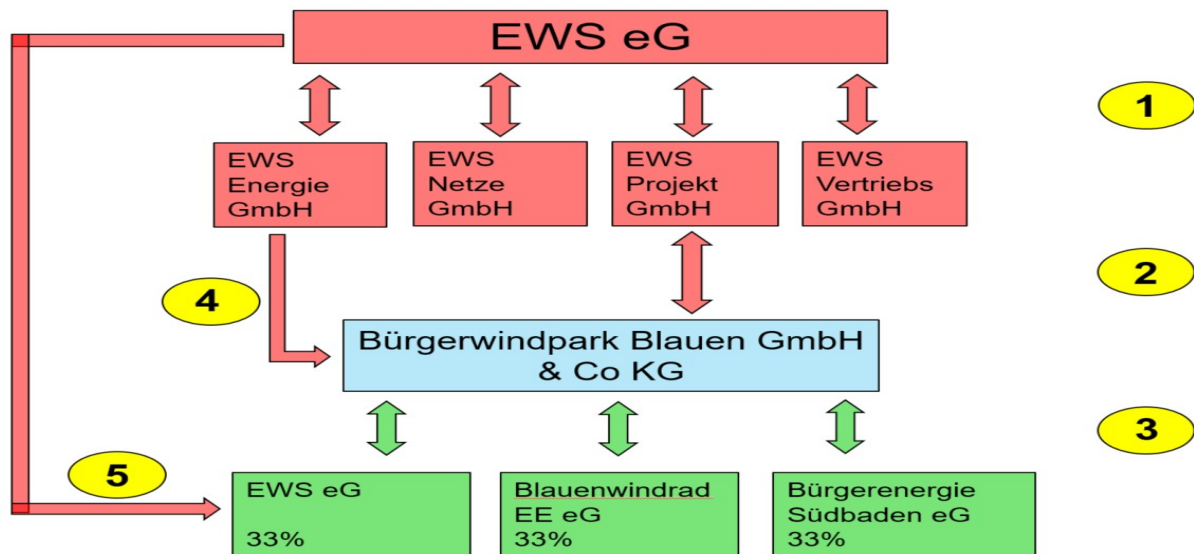 EWS eG
1
EWS
Energie
GmbH
EWS
Netze
GmbH
EWS
Projekt
GmbH
EWS
Vertriebs
GmbH
2
4
Bürgerwindpark Blauen GmbH
& Co KG
3
5
EWS eG
33%
Blauenwindrad
EE eG
33%
Bürgerenergie
Südbaden eG
33%